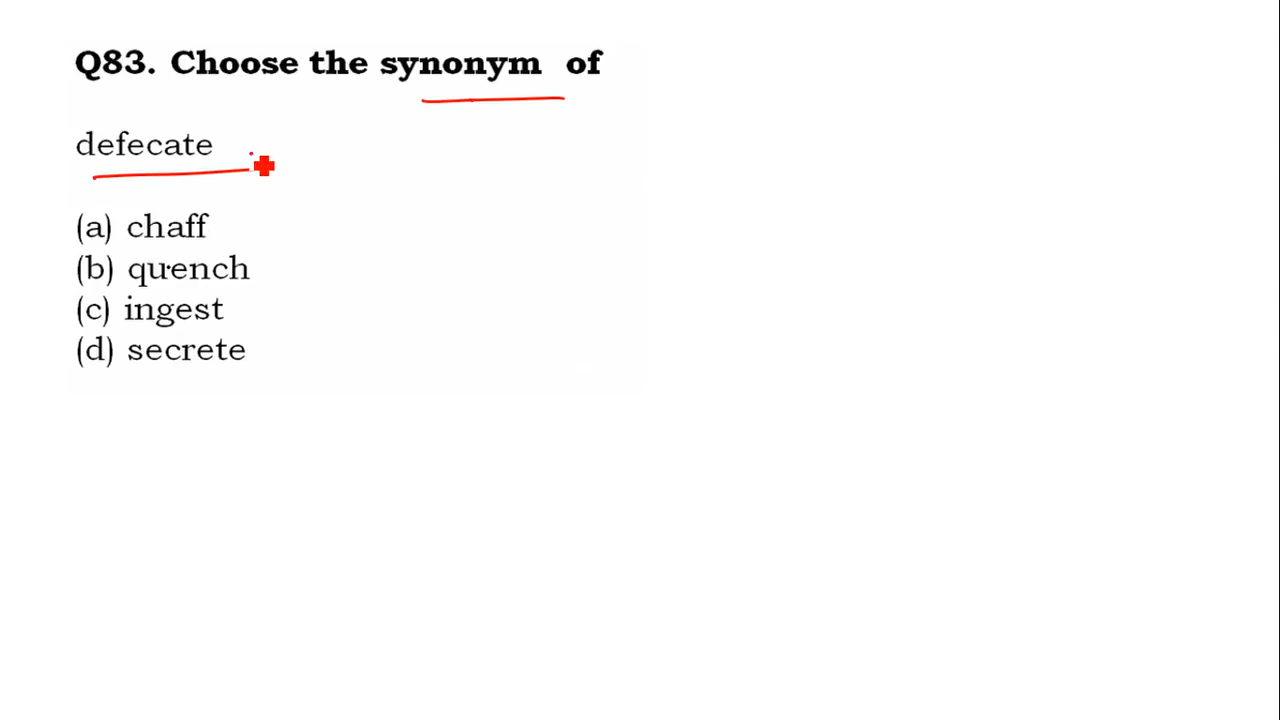 Q83. Choose the synonym of
defecate
(a) chaff
(b) quench
(c) ingest
(d) secrete